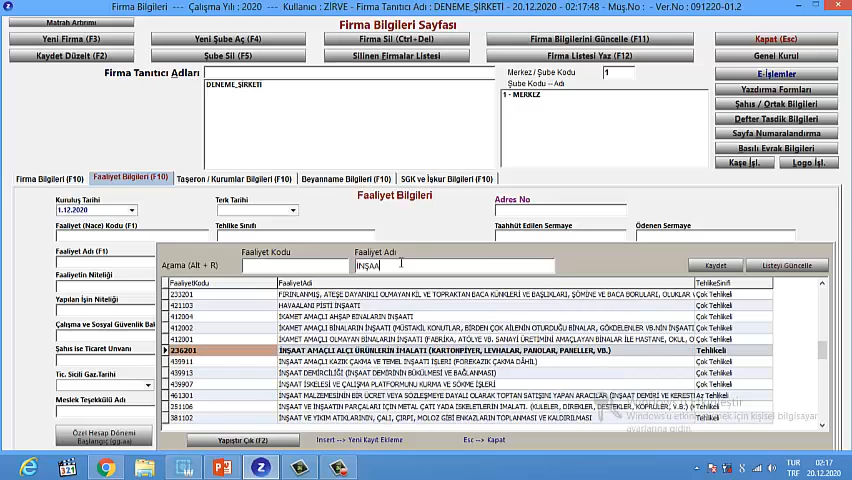 İşlemler ---- Çalışma Yılı : 2020 ---- Kullanıcı : ZİRVE ---- Firma Tanıtıcı Adı : DENEME_ŞİRKETİ ---- 20.12.2020 - 02:17:48 - Müş.No : - Ver.No : 091220-01.2
Matrah Artırımı
Firma Bilgileri Sayfası
Yeni Firma (F3) Yeni Şube Aç (F4) Firma Sil (Ctrl+Del) Firma Bilgilerini Güncelle (F11) Kapat (Esc)
Kaydet Düzelt (F2) Şube Sil (F5) Silinen Firmalar Listesi Firma Listesi Yaz (F12) Genel Kurul
Firma Tanıtıcı Adları Merkez / Şube Kodu 1 E-İşlemler
DENEME_ŞİRKETİ
Şube Kodu -- Adı
1 - MERKEZ
Yazdırma Formları
Şahıs / Ortak Bilgileri
Defter Tasdik Bilgileri
Sayfa Numaralandırma
Basılı Evrak Bilgileri
Kaşe İşl. Logo İşl.
Firma Bilgileri (F10) Faaliyet Bilgileri (F10) Taşeron / Kurumlar Bilgileri (F10) Beyanname Bilgileri (F10) SGK ve İşkur Bilgileri (F10)
Faaliyet Bilgileri
Kuruluş Tarihi Terk Tarihi Adres No
1.12.2020
Faaliyet (Nace) Kodu (F1) Tehlike Sınıfı Taahhüt Edilen Sermaye Ödenen Sermaye
Faaliyet Adı (F1)
Faaliyetin Niteliği
Yapılan İşin Niteliği
Çalışma ve Sosyal Güvenlik Bak
Şahıs ise Ticaret Unvanı
Tic. Sicili Gaz.Tarihi
Meslek Teşekkülü Adı
Özel Hesap Dönemi
Başlangıç (gg.aa)
Faaliyet Kodu Faaliyet Adı
Arama (Alt + R) İNŞAA Kaydet Listeyi Güncelle
FaaliyetKodu FaaliyetAdi TehlikeSinifi
233201 FIRINLANMIŞ, ATEŞE DAYANIKLI OLMAYAN KİL VE TOPRAKTAN BACA KÜNKLERİ VE BAŞLIKLARI, ŞÖMİNE VE BACA BORULARI, OLUKLAR Çok Tehlikeli
421103 HAVAALANI PİSTİ İNŞAATI Çok Tehlikeli
412004 İKAMET AMAÇLI AHŞAP BİNALARIN İNŞAATI Çok Tehlikeli
412002 İKAMET AMAÇLI BİNALARIN İNŞAATI (MÜSTAKİL KONUTLAR, BİRDEN ÇOK AİLENİN OTURDUĞU BİNALAR, GÖKDELENLER VB.NİN İNŞAATI) Çok Tehlikeli
412001 İKAMET AMAÇLI OLMAYAN BİNALARIN İNŞAATI (FABRİKA, ATÖLYE VB. SANAYİ ÜRETİMİNİ AMAÇLAYAN BİNALAR İLE HASTANE, OKUL, Çok Tehlikeli
236201 İNŞAAT AMAÇLI ALÇI ÜRÜNLERİN İMALATI (KARTONPİYER, LEVHALAR, PANOLAR, PANELLER, VB.) Tehlikeli
439911 İNŞAAT AMAÇLI KAZIK ÇAKMA VE TEMEL İNŞAATI İŞLERİ (FOREKAZIK ÇAKMA DÂHİL) Çok Tehlikeli
439913 İNŞAAT DEMİRCİLİĞİ (İNŞAAT DEMİRİNİN BÜKÜLMESİ VE BAĞLANMASI) Çok Tehlikeli
439907 İNŞAAT İSKELESİ VE ÇALIŞMA PLATFORMUNU KURMA VE SÖKME İŞLERİ Çok Tehlikeli
461301 İNŞAAT MALZEMESİNİN BİR ÜCRET VEYA SÖZLEŞMEYE DAYALI OLARAK TOPTAN SATIŞINI YAPAN ARACILAR (İNŞAAT DEMİRİ VE KERESTESİ Az Tehlikeli
251106 İNŞAAT VE İNŞAATIN PARÇALARI İÇİN METAL ÇATI YADA İSKELETLERİN İMALATI. (KULELER, DİREKLER, DESTEKLER, KÖPRÜLER, V.B.) Çok Tehlikeli
431201 İNŞAAT VE YIKIM ATIKLARININ, ÇALI, ÇIRPI, MOLOZ GİBİ ENKAZLARIN TOPLANMASI VE KALDIRILMASI Çok Tehlikeli
Yapıştır Çık (F2) Insert --> Yeni Kayıt Ekleme Esc --> Kapat
Windows'u Etkinleştir
Windows'u etkinleştirmek için kişisel bilgisayar
ayarlarına gidin.
321
TUR 02:17
TRF 20.12.2020